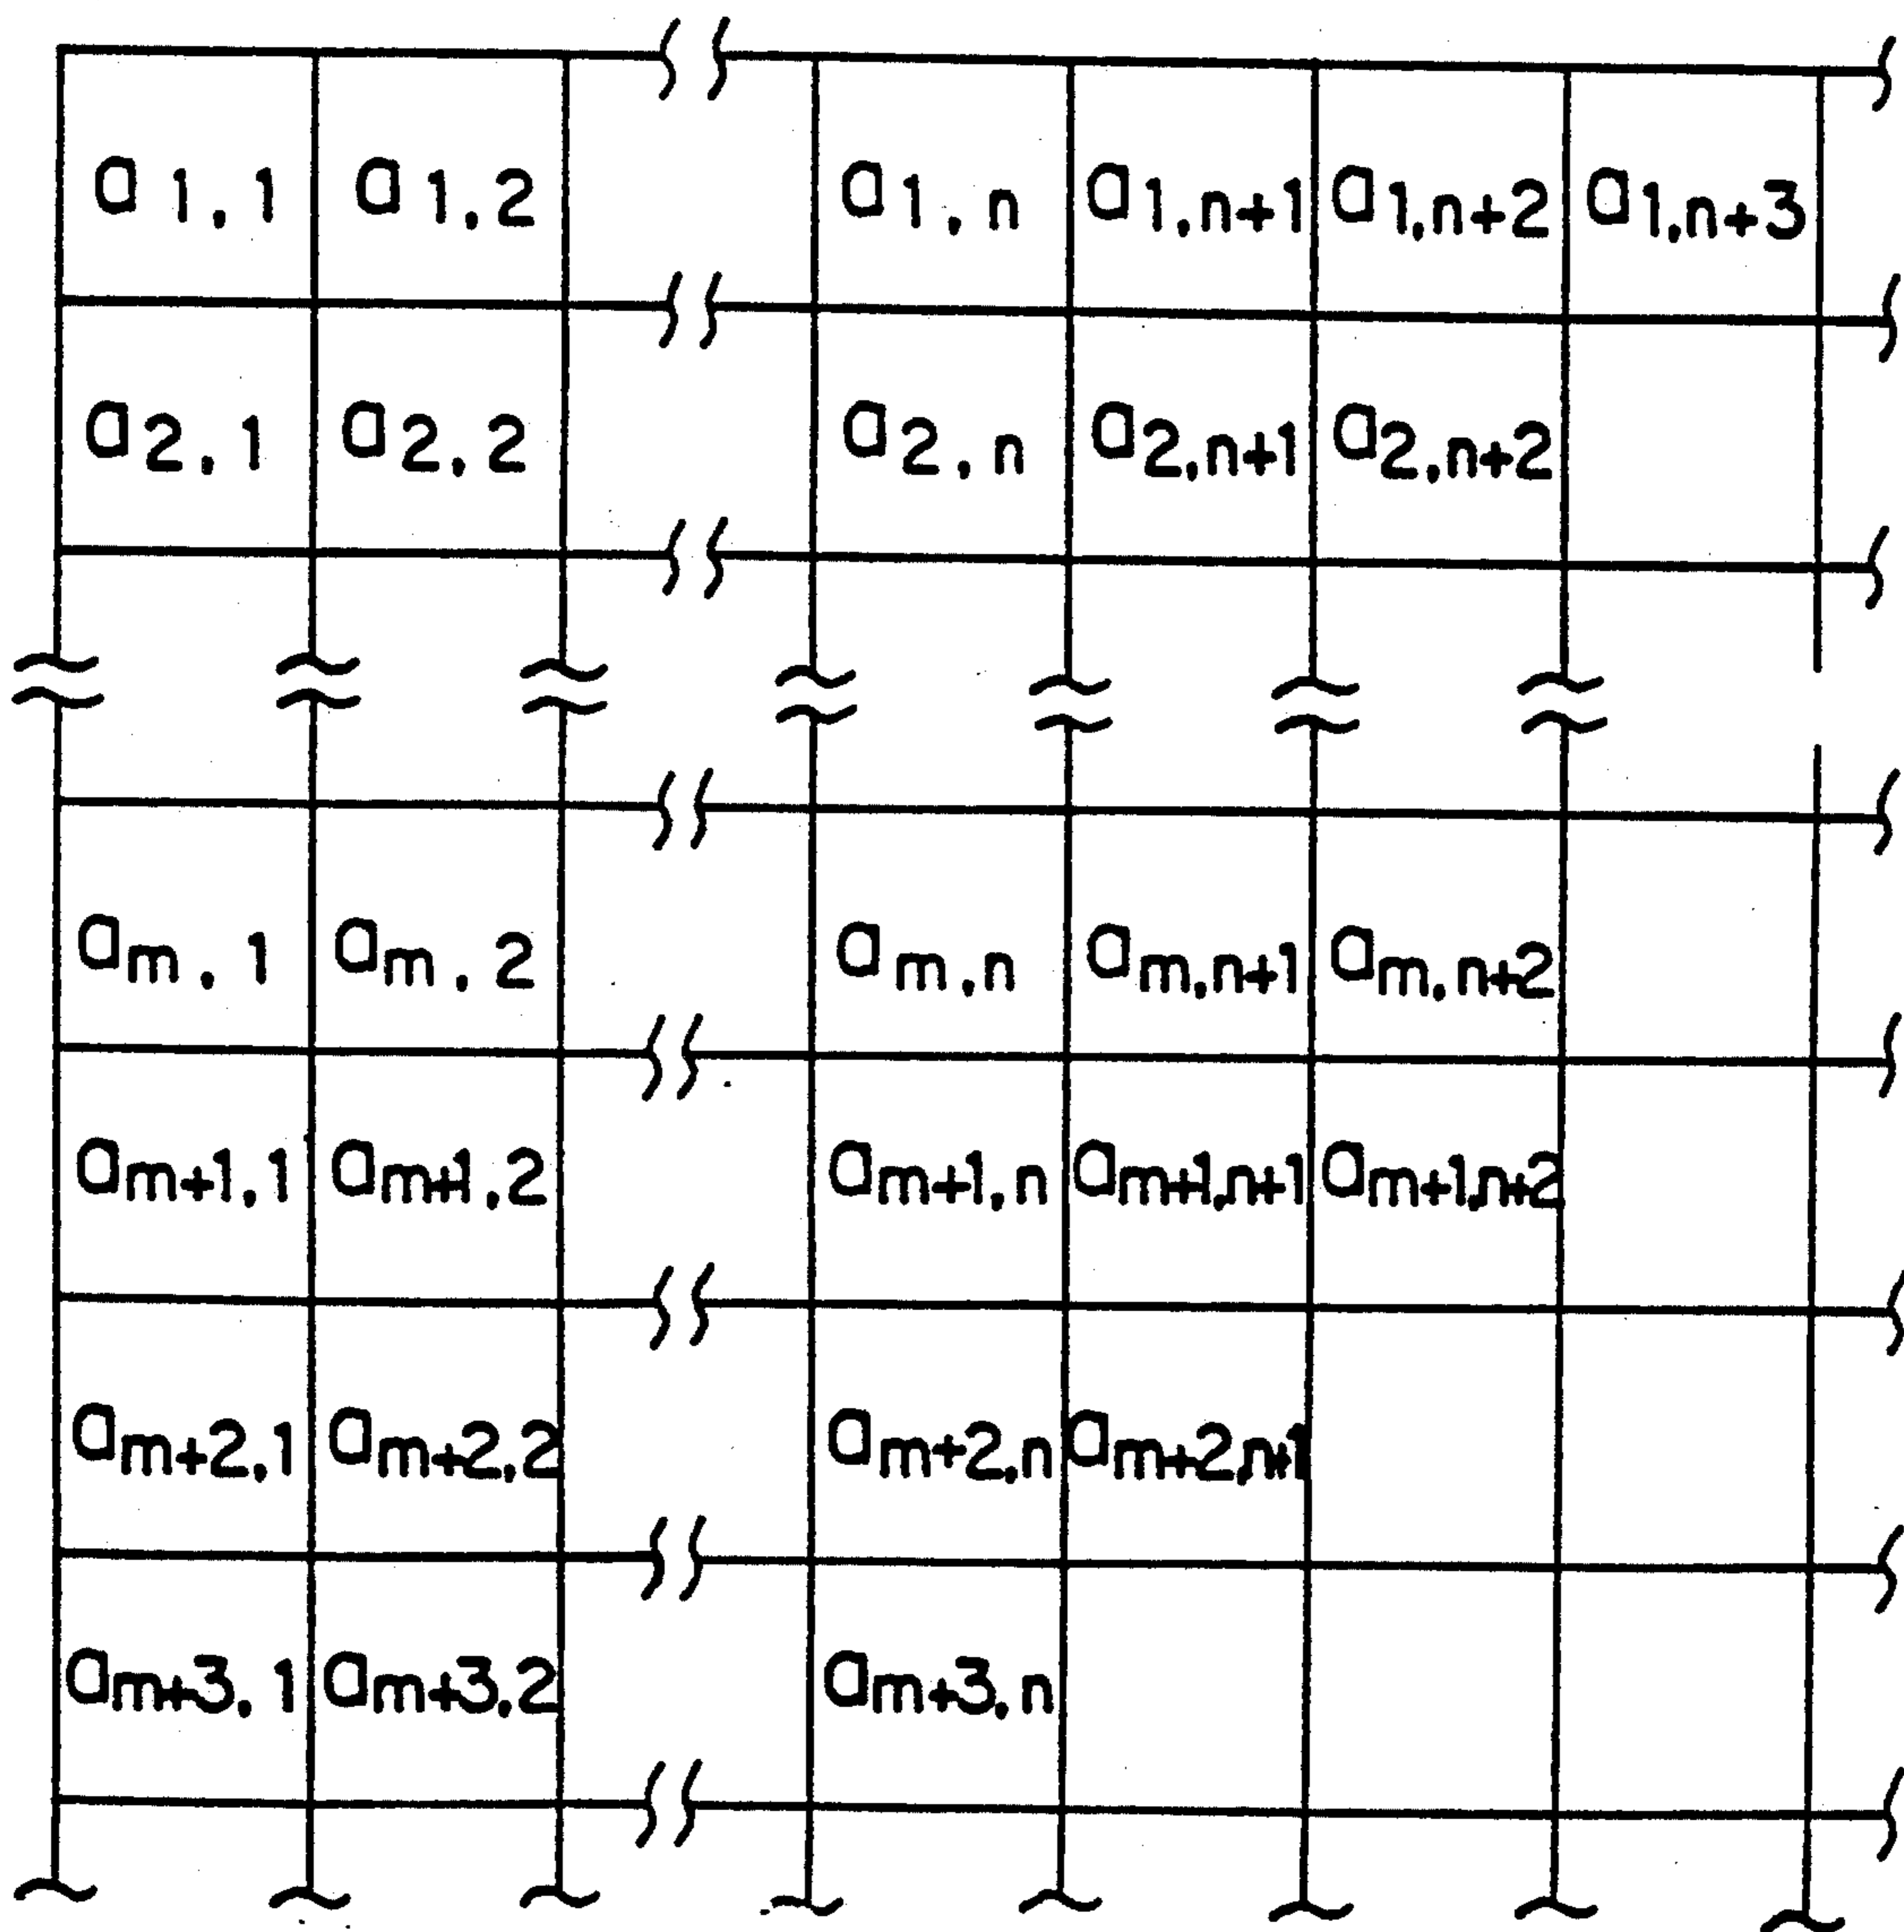 a1,1 a1,2 a1,n a1,n+1 a1,n+2 a1,n+3
a2,1 a2,2 a2,n a2,n+1 a2,n+2
am,1 am,2 am,n am,n+1 am,n+2
am+1,1 am+1,2 am+1,n am+1,n+1 am+1,n+2
am+2,1 am+2,2 am+2,n am+2,n+1
am+3,1 am+3,2 am+3,n